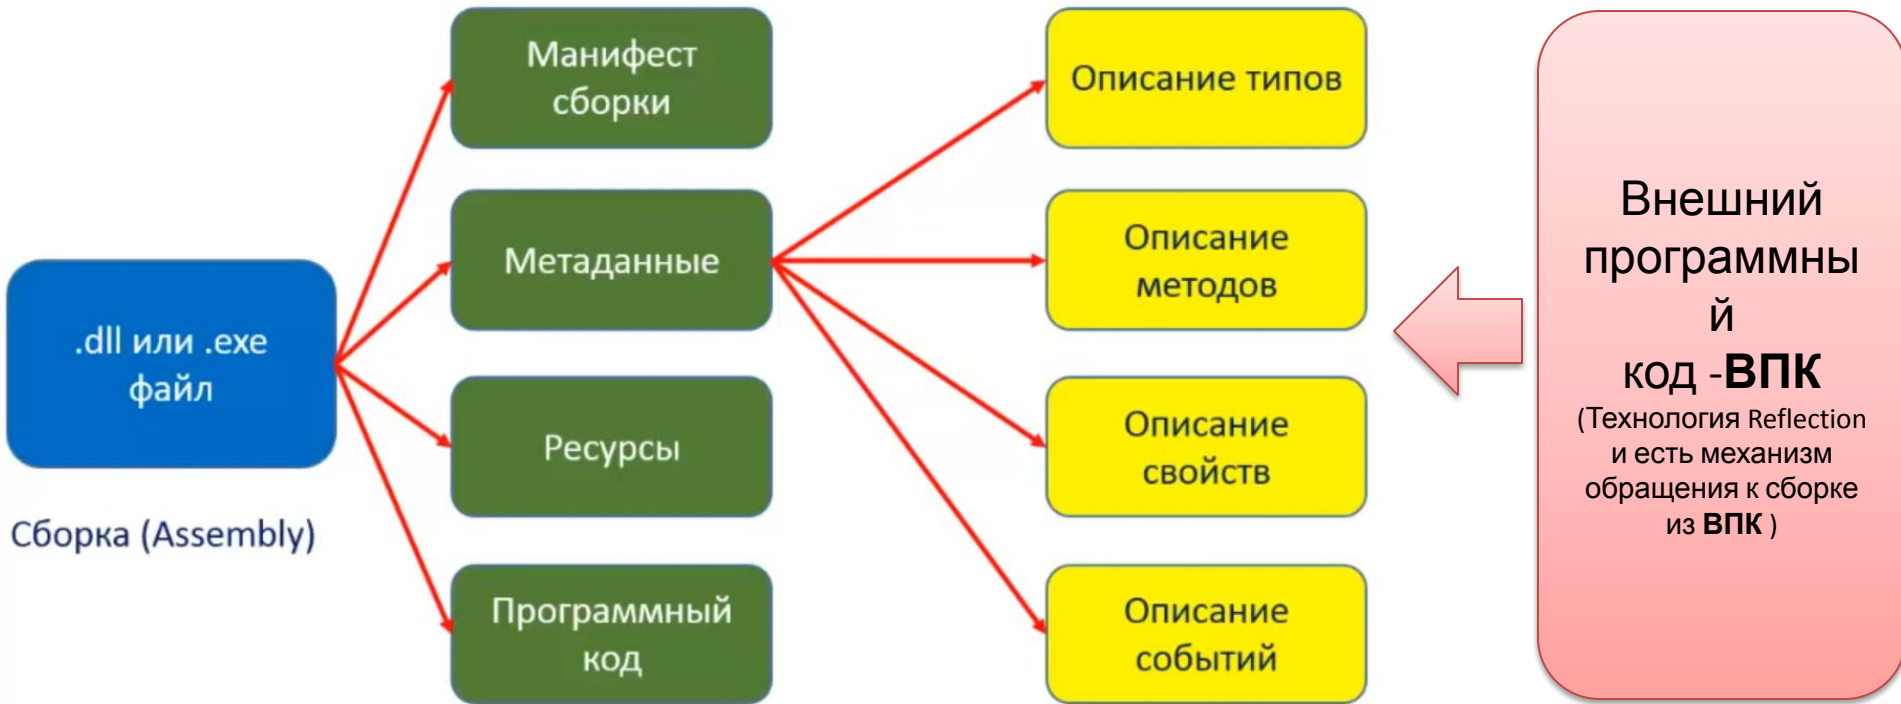 .dll или .exe
файл
Сборка (Assembly)
Манифест
сборки
Метаданные
Ресурсы
Программный
код
Описание типов
Описание
методов
Описание
свойств
Описание
событий
Внешний
программны
й
код -ВПК
(Технология Reflection
и есть механизм
обращения к сборке
из ВПК )